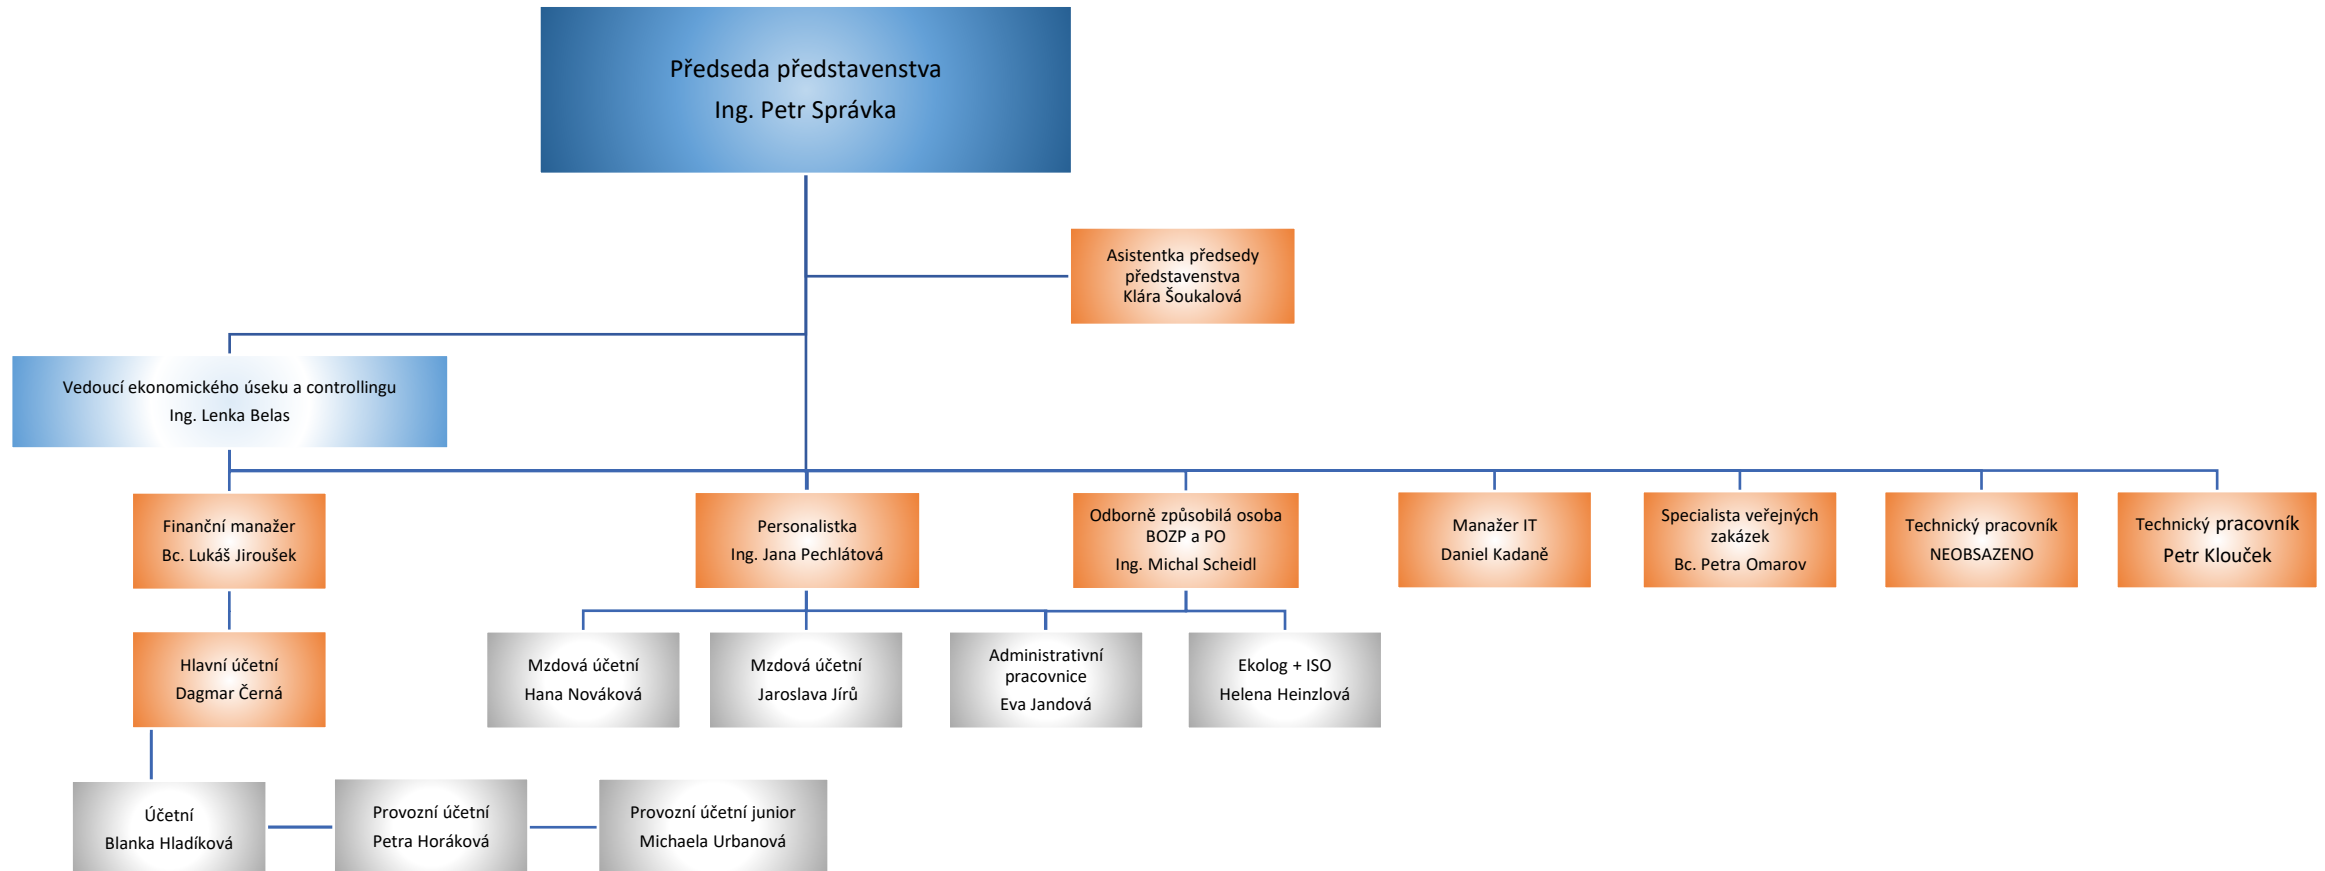 Předseda představenstva
Ing. Petr Správka
Asistentka předsedy
představenstva
Klára Šoukalová
Vedoucí ekonomického úseku a controllingu
Ing. Lenka Belas
Finanční manažer
Bc. Lukáš Jiroušek
Personalistka
Ing. Jana Pechlátová
Odborně způsobilá osoba
BOZP a PO
Ing. Michal Scheidl
Manažer IT
Daniel Kadaně
Specialista veřejných
zakázek
Bc. Petra Omarov
Technický pracovník
NEOBSAZENO
Technický pracovník
Petr Klouček
Hlavní účetní
Dagmar Černá
Mzdová účetní
Hana Nováková
Mzdová účetní
Jaroslava Jírů
Administrativní
pracovnice
Eva Jandová
Ekolog + ISO
Helena Heinzlová
Účetní
Blanka Hladíková
Provozní účetní
Petra Horáková
Provozní účetní junior
Michaela Urbanová